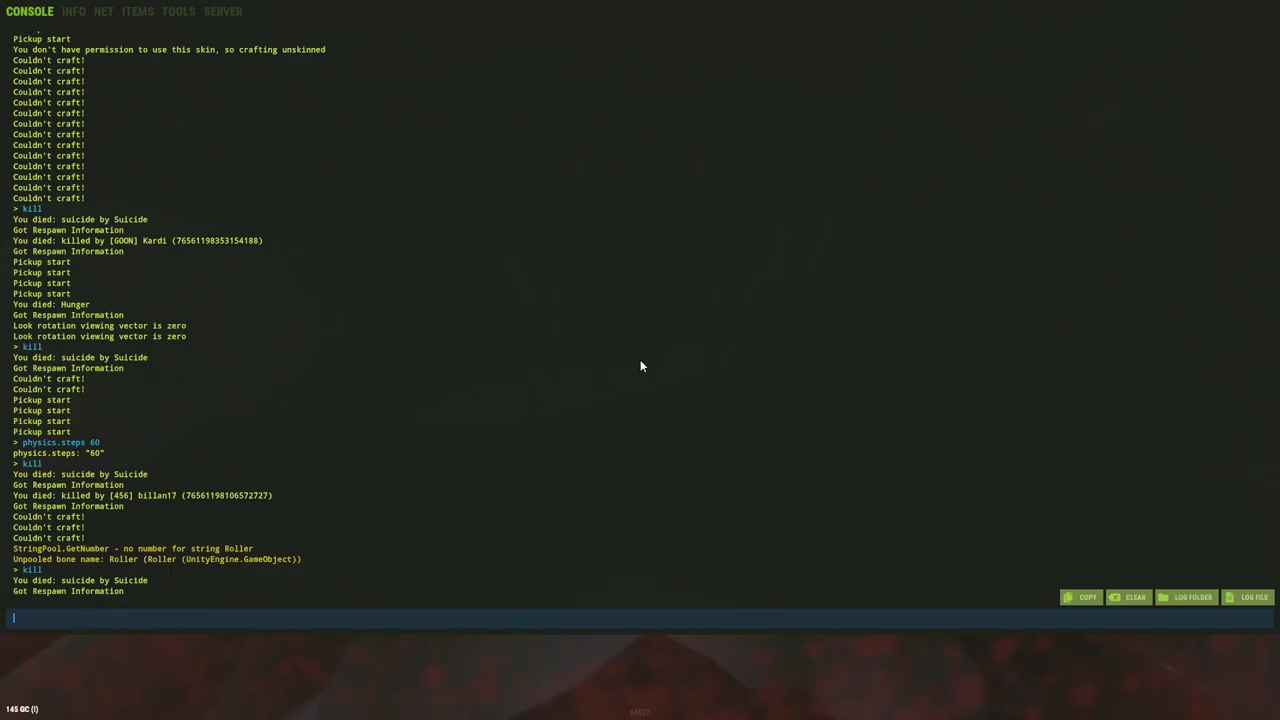 CONSOLE INFO NET ITEMS TOOLS SERVER
Pickup start
You don't have permission to use this skin, so crafting unskinned
Couldn't craft!
Couldn't craft!
Couldn't craft!
Couldn't craft!
Couldn't craft!
Couldn't craft!
Couldn't craft!
Couldn't craft!
Couldn't craft!
Couldn't craft!
Couldn't craft!
Couldn't craft!
Couldn't craft!
Couldn't craft!
> kill
You died: suicide by Suicide
Got Respawn Information
You died: killed by [GOON] Kardi (76561198353154188)
Got Respawn Information
Pickup start
Pickup start
Pickup start
Pickup start
You died: Hunger
Got Respawn Information
Look rotation viewing vector is zero
Look rotation viewing vector is zero
> kill
You died: suicide by Suicide
Got Respawn Information
Couldn't craft!
Couldn't craft!
Pickup start
Pickup start
Pickup start
Pickup start
> physics.steps 60
physics.steps: "60"
> kill
You died: suicide by Suicide
Got Respawn Information
You died: killed by [456] billan17 (76561198106572727)
Got Respawn Information
Couldn't craft!
Couldn't craft!
Couldn't craft!
StringPool.GetNumber - no number for string Roller
Unpooled bone name: Roller (Roller (UnityEngine.GameObject))
> kill
You died: suicide by Suicide
Got Respawn Information
COPY CLEAR LOG FOLDER LOG FILE
145 GC (!)